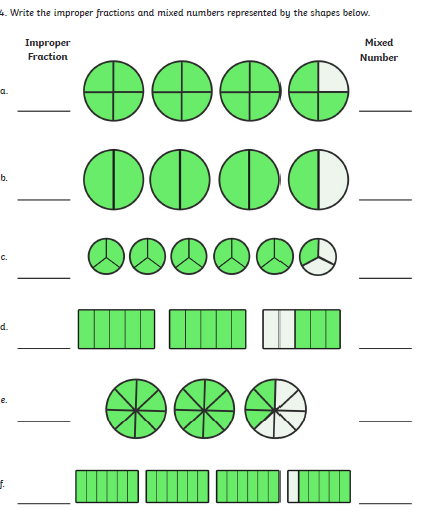 4. Write the improper fractions and mixed numbers represented by the shapes below.
Improper Fraction
Mixed Number
a.
b.
c.
d.
e.
f.